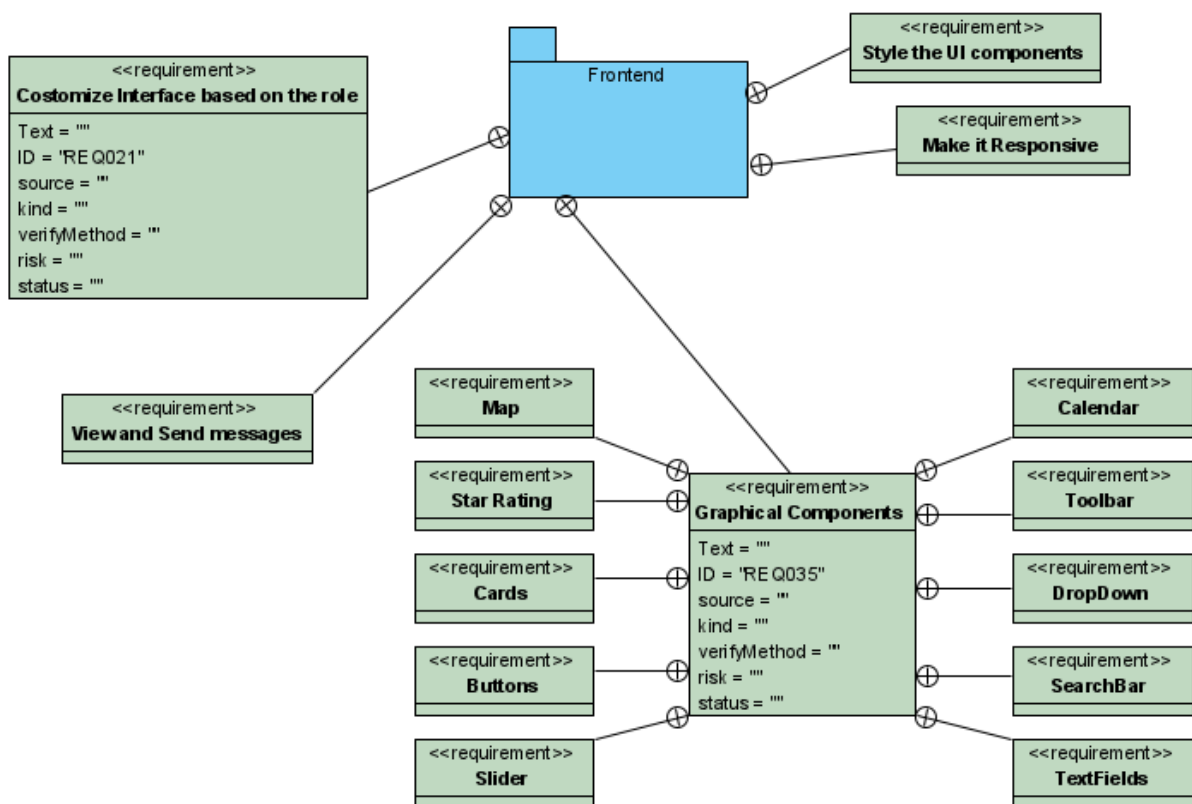 <<requirement>>
Style the UI components
Frontend
<<requirement>>
Costomize Interface based on the role
Text = ""
ID = "REQ021"
source = ""
kind = ""
verifyMethod = ""
risk = ""
status = ""
<<requirement>>
Make it Responsive
<<requirement>>
View and Send messages
<<requirement>>
Map
<<requirement>>
Star Rating
<<requirement>>
Cards
<<requirement>>
Buttons
<<requirement>>
Slider
<<requirement>>
Graphical Components
Text = ""
ID = "REQ035"
source = ""
kind = ""
verifyMethod = ""
risk = ""
status = ""
<<requirement>>
Calendar
<<requirement>>
Toolbar
<<requirement>>
DropDown
<<requirement>>
SearchBar
<<requirement>>
TextFields